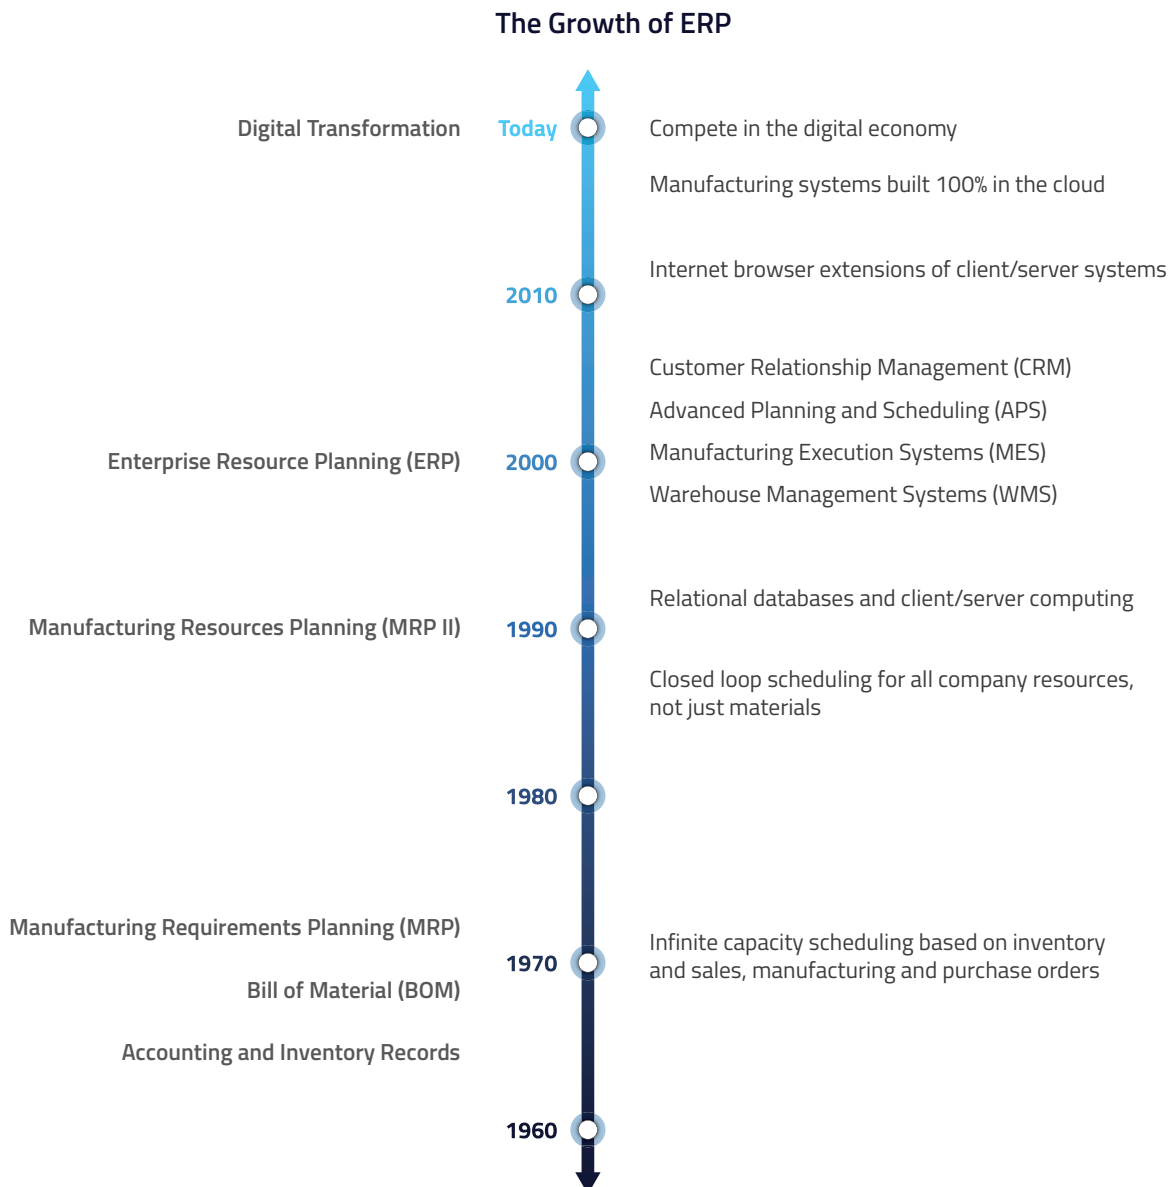 The Growth of ERP
Digital Transformation
Today
Compete in the digital economy
Manufacturing systems built 100% in the cloud
Internet browser extensions of client/server systems
2010
Customer Relationship Management (CRM)
Advanced Planning and Scheduling (APS)
Manufacturing Execution Systems (MES)
Enterprise Resource Planning (ERP)
2000
Warehouse Management Systems (WMS)
Relational databases and client/server computing
Manufacturing Resources Planning (MRP II)
1990
Closed loop scheduling for all company resources,
not just materials
1980
Manufacturing Requirements Planning (MRP)
Infinite capacity scheduling based on inventory
and sales, manufacturing and purchase orders
1970
Bill of Material (BOM)
Accounting and Inventory Records
1960